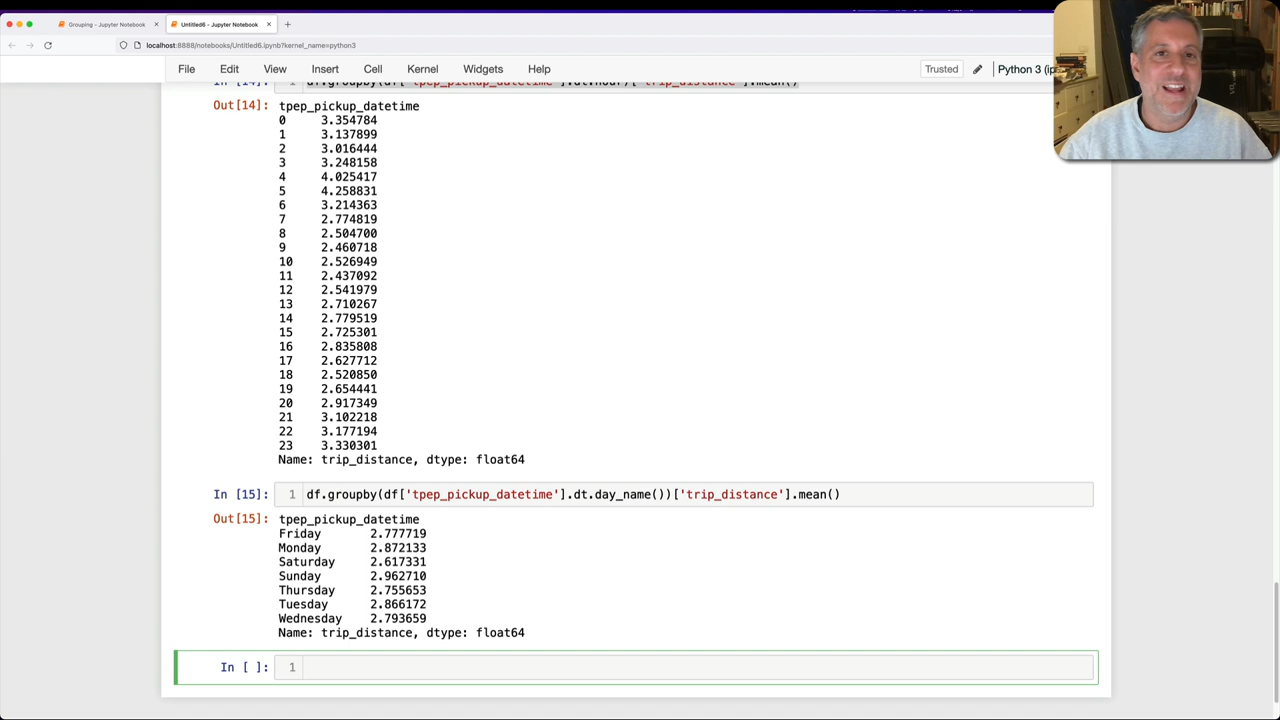 Grouping - Jupyter Notebook
Untitled6 - Jupyter Notebook
localhost:8888/notebooks/Untitled6.ipynb?kernel_name=python3
File Edit View Insert Cell Kernel Widgets Help Trusted Python 3
Out[14]: tpep_pickup_datetime
0 3.354784
1 3.137899
2 3.016444
3 3.248158
4 4.025417
5 4.258831
6 3.214363
7 2.774819
8 2.504700
9 2.460718
10 2.526949
11 2.437092
12 2.541979
13 2.710267
14 2.779519
15 2.725301
16 2.835808
17 2.627712
18 2.520850
19 2.654441
20 2.917349
21 3.102218
22 3.177194
23 3.330301
Name: trip_distance, dtype: float64
In [15]: 1 df.groupby(df['tpep_pickup_datetime'].dt.day_name())['trip_distance'].mean()
Out[15]: tpep_pickup_datetime
Friday 2.777719
Monday 2.872133
Saturday 2.617331
Sunday 2.962710
Thursday 2.755653
Tuesday 2.866172
Wednesday 2.793659
Name: trip_distance, dtype: float64
In [ ]: 1